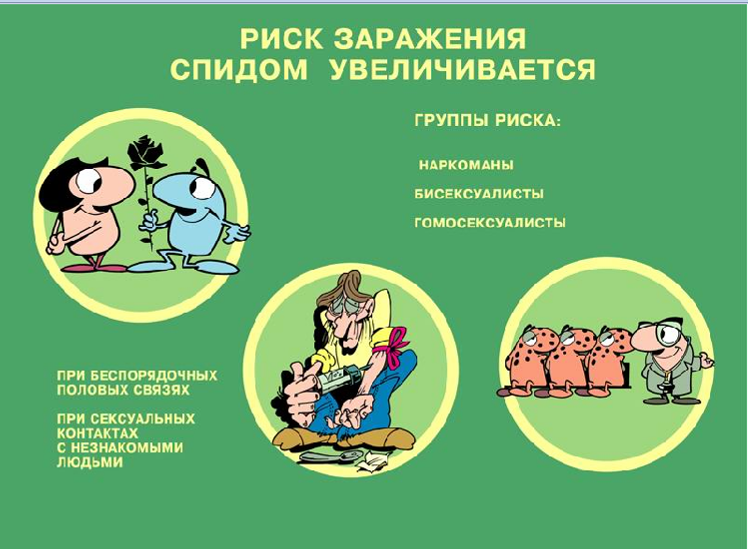 РИСК ЗАРАЖЕНИЯ
СПИДОМ УВЕЛИЧИВАЕТСЯ
ГРУППЫ РИСКА:
НАРКОМАНЫ
БИСЕКСУАЛИСТЫ
ГОМОСЕКСУАЛИСТЫ
ПРИ БЕСПОРЯДОЧНЫХ
ПОЛОВЫХ СВЯЗЯХ
ПРИ СЕКСУАЛЬНЫХ
КОНТАКТАХ
С НЕЗНАКОМЫМИ
ЛЮДЬМИ